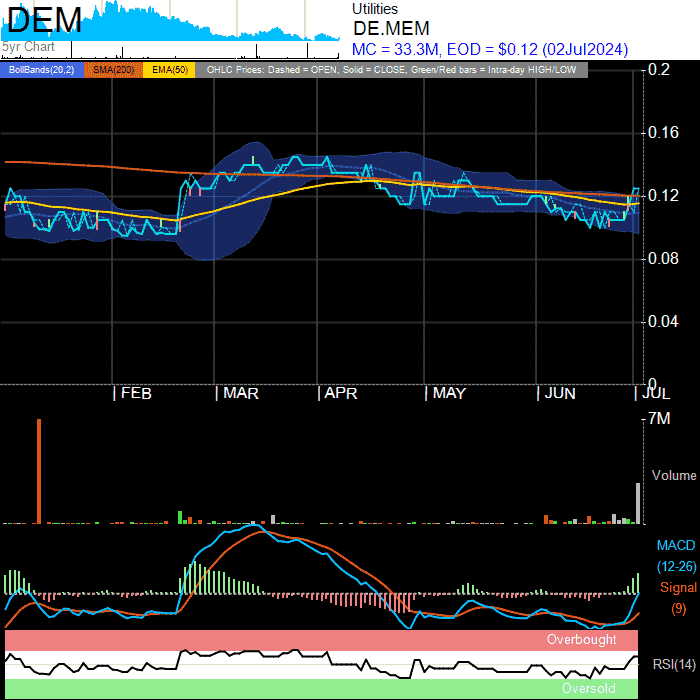 DEM
5yr Chart
Utilities
DE.MEM
MC = 33.3M, EOD = $0.12 (02Jul2024)
BollBands(20,2) SMA(200) EMA(50) OHLC Prices: Dashed = OPEN, Solid = CLOSE, Green/Red bars = Intra-day HIGH/LOW
0.2
0.16
0.12
0.08
0.04
0
| FEB | MAR | APR | MAY | JUN | JUL
7M
Volume
MACD
(12-26)
Signal
(9)
Overbought
RSI(14)
Oversold